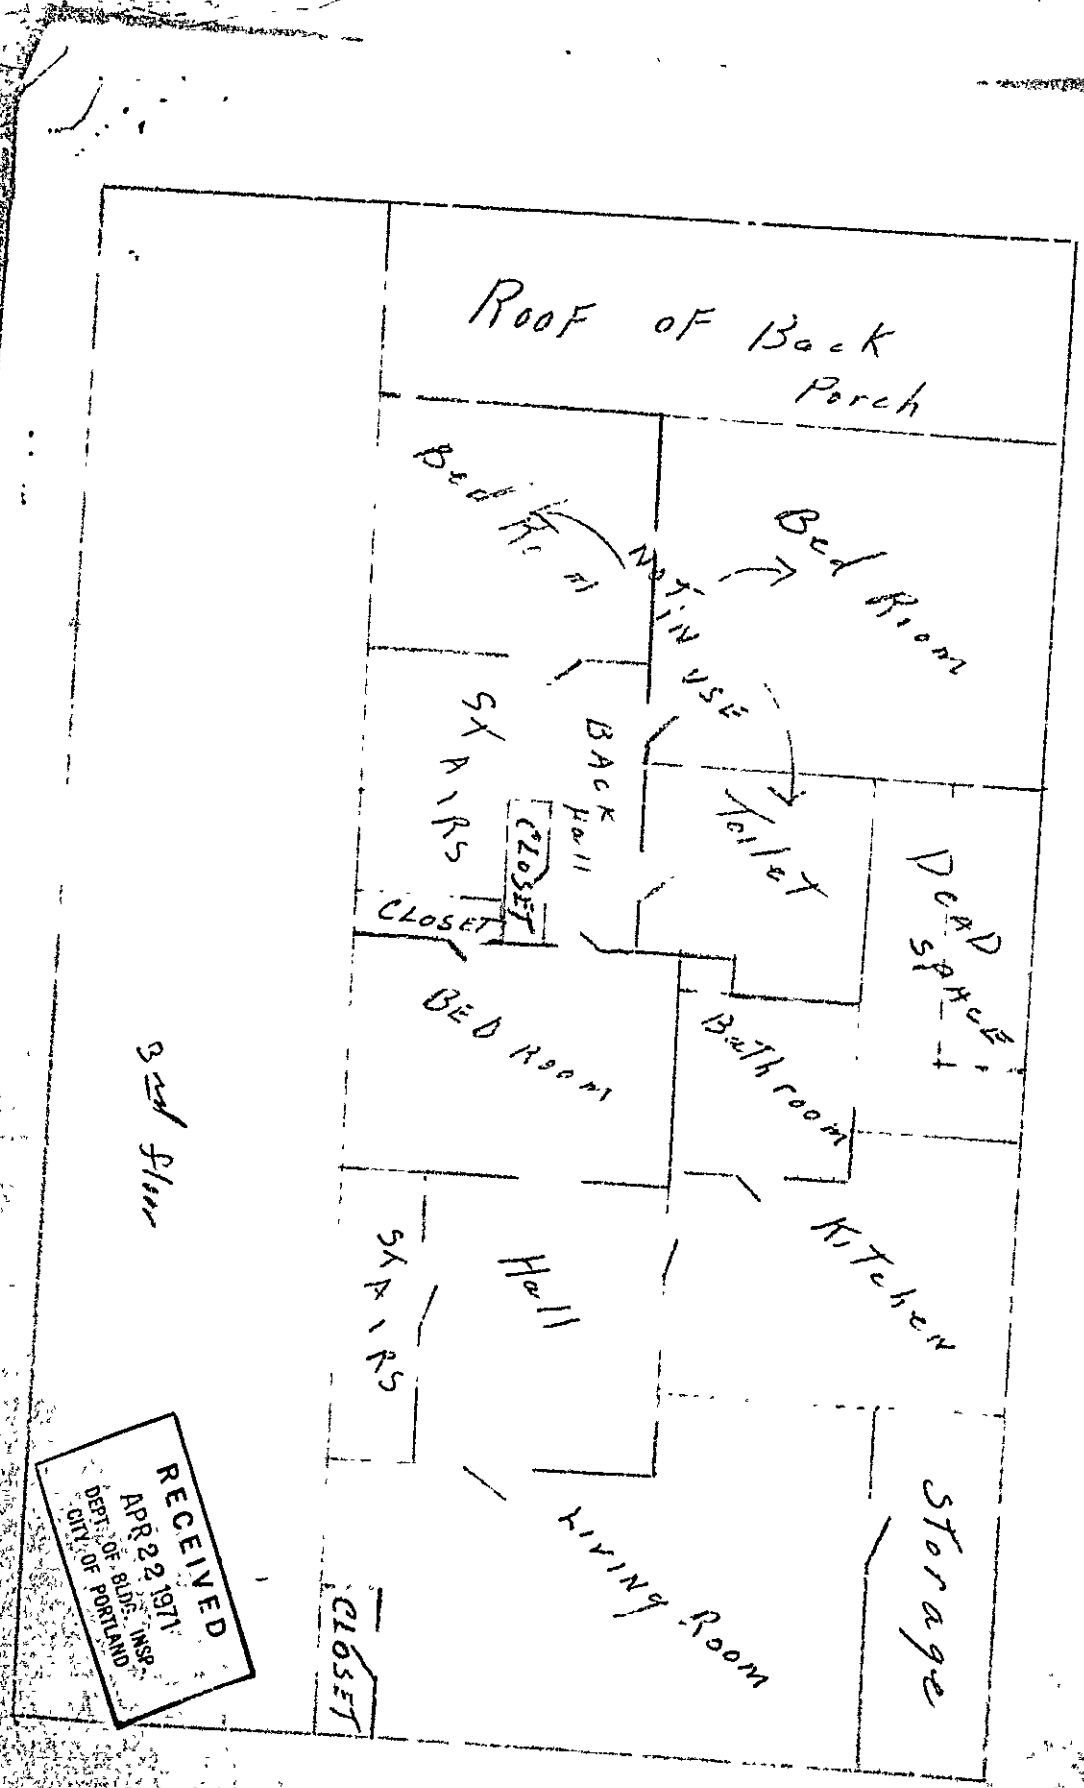 Roof of Back
Porch
Bed
Room
NOT
IN
USE
Bed Room
STAIRS
BACK
Hall
CLOSET
CLOSET
Toilet
DEAD
SPACE
BED ROOM
Bathroom
3rd floor
STAIRS
Hall
Kitchen
Living Room
Storage
CLOSET
RECEIVED
APR 22 1971
DEPT. OF BLDG. INSP.
CITY OF PORTLAND